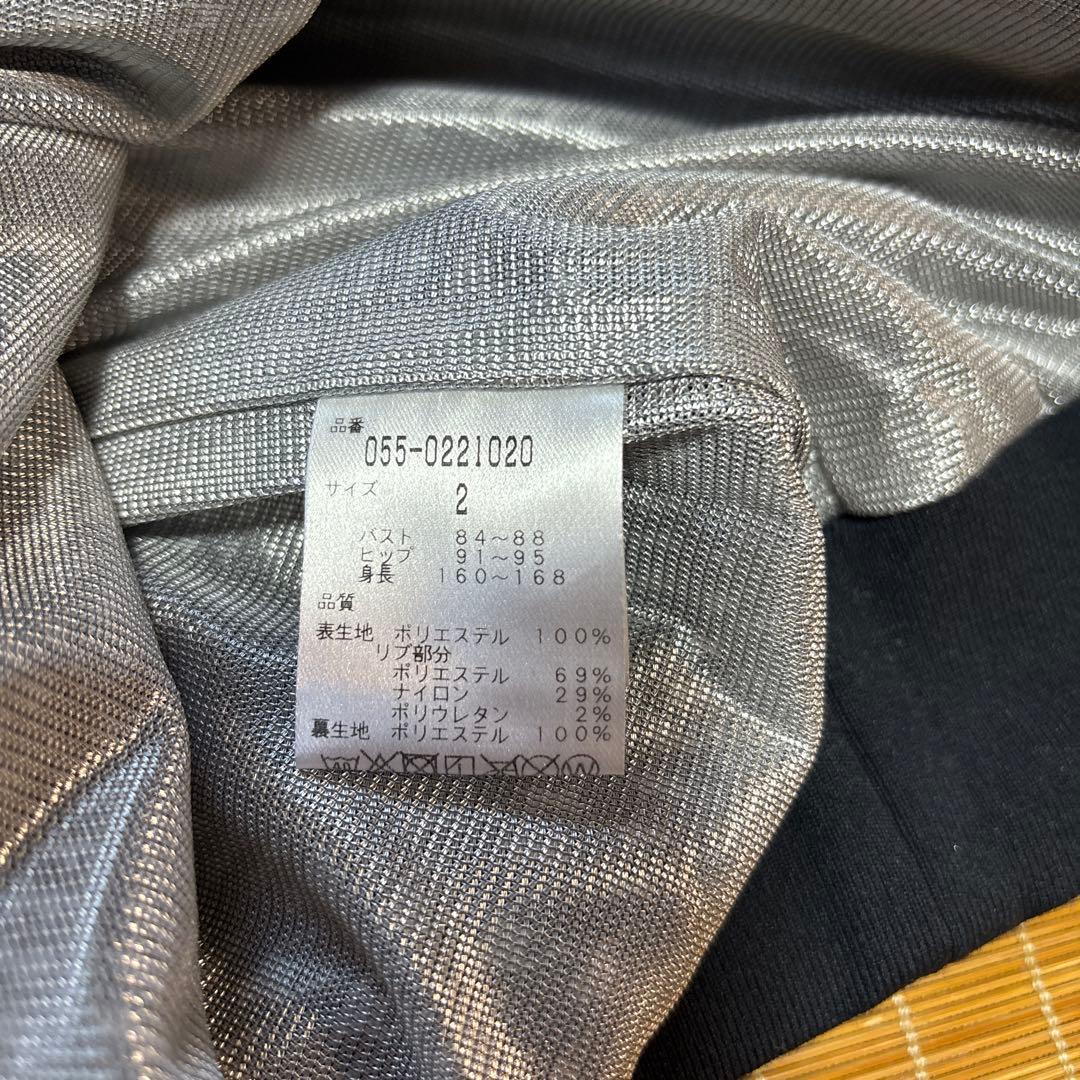 品番
055-0221020
サイズ
2
バスト 84～88
ヒップ 91～95
身長 160～168
品質
表生地 ポリエステル 100%
リブ部分
ポリエステル 69%
ナイロン 29%
ポリウレタン 2%
裏生地 ポリエステル 100%